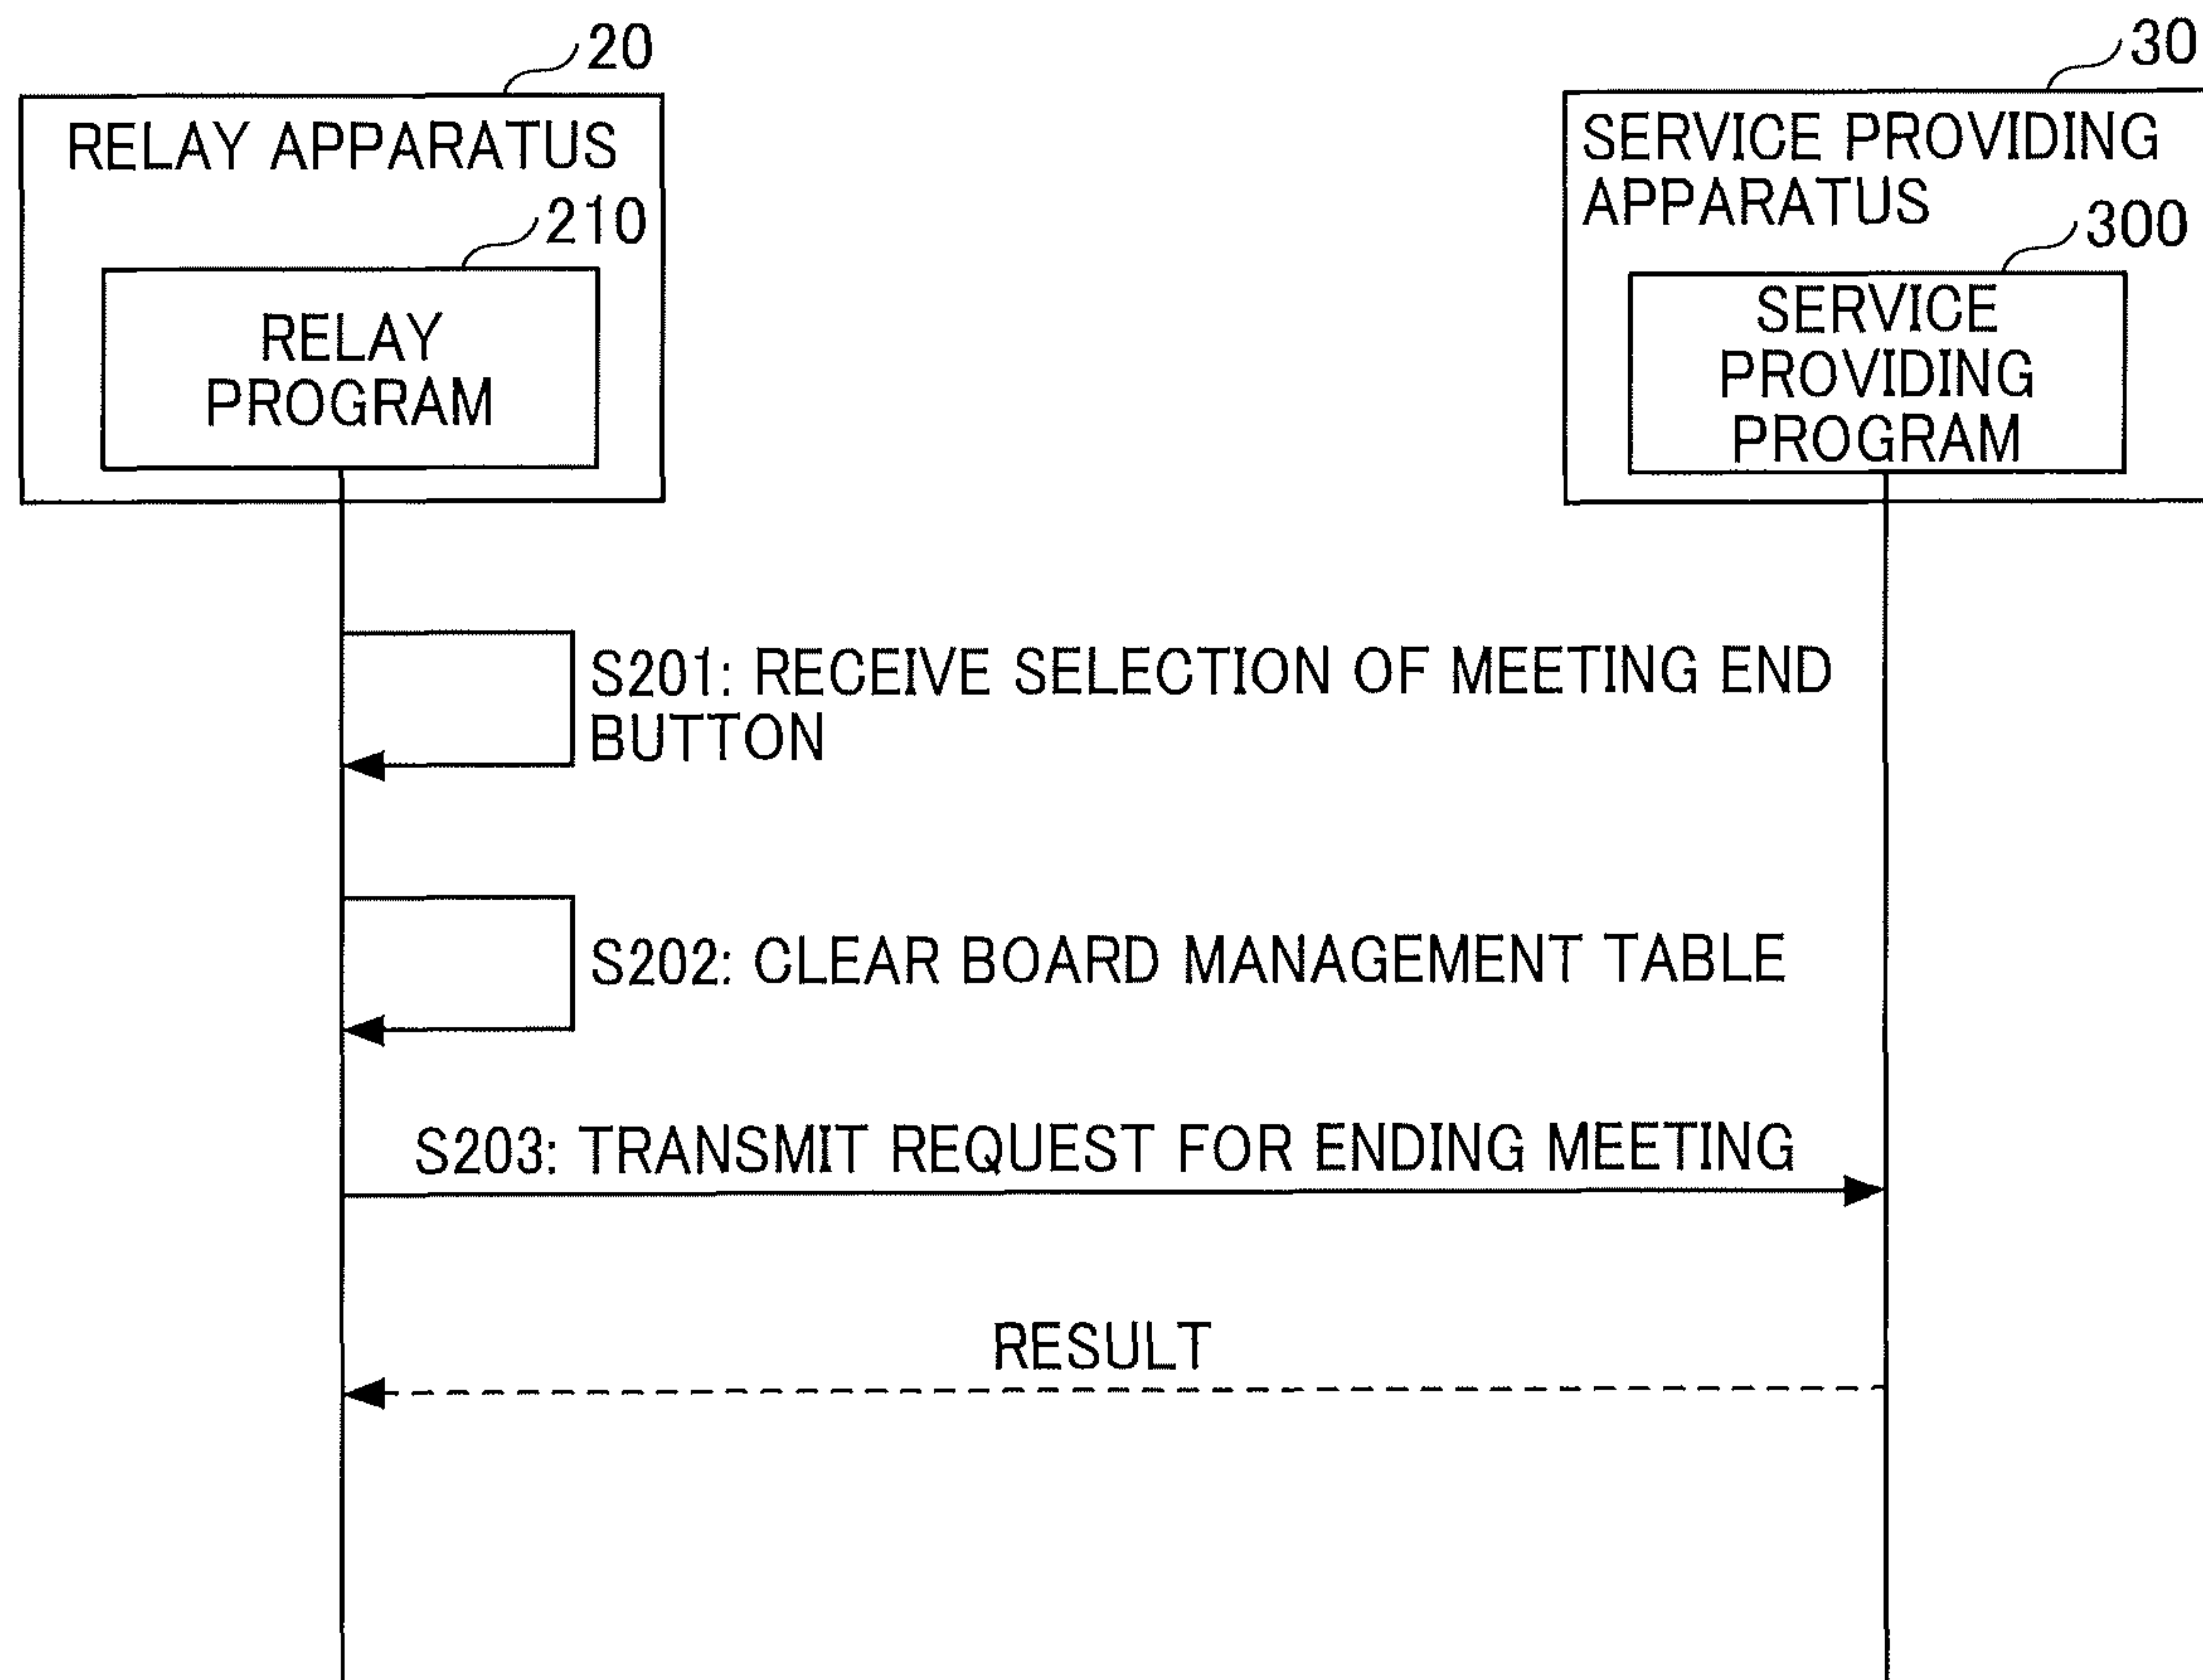 20
RELAY APPARATUS
210
RELAY
PROGRAM
30
SERVICE PROVIDING
APPARATUS
300
SERVICE
PROVIDING
PROGRAM
S201: RECEIVE SELECTION OF MEETING END
BUTTON
S202: CLEAR BOARD MANAGEMENT TABLE
S203: TRANSMIT REQUEST FOR ENDING MEETING
RESULT